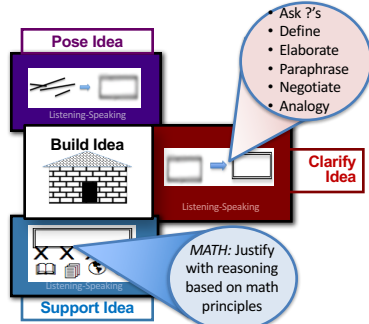 Pose Idea
Listening-Speaking
• Ask ?'s
• Define
• Elaborate
• Paraphrase
• Negotiate
• Analogy
Build Idea
Listening-Speaking
Clarify
Idea
X X X
Listening-Speaking
Support Idea
MATH: Justify
with reasoning
based on math
principles